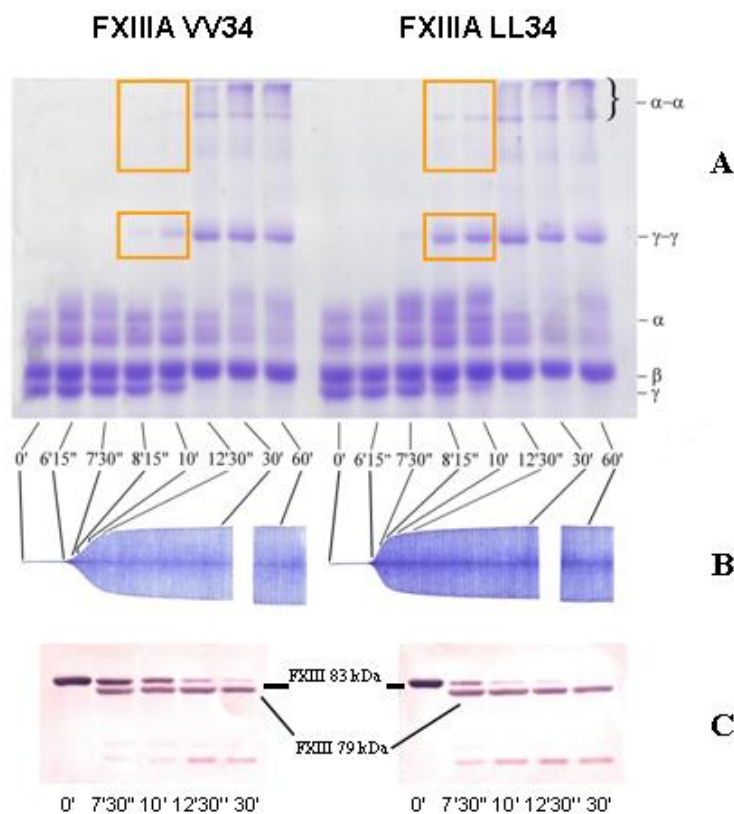 FXIIIA VV34 FXIIIA LL34
α-α
A
γ-γ
α
β
γ
0' 6'15" 7'30" 8'15" 10' 12'30" 30' 60' 0' 6'15" 7'30" 8'15" 10' 12'30" 30' 60'
B
FXIII 83 kDa
C
FXIII 79 kDa
0' 7'30" 10' 12'30" 30' 0' 7'30" 10' 12'30" 30'